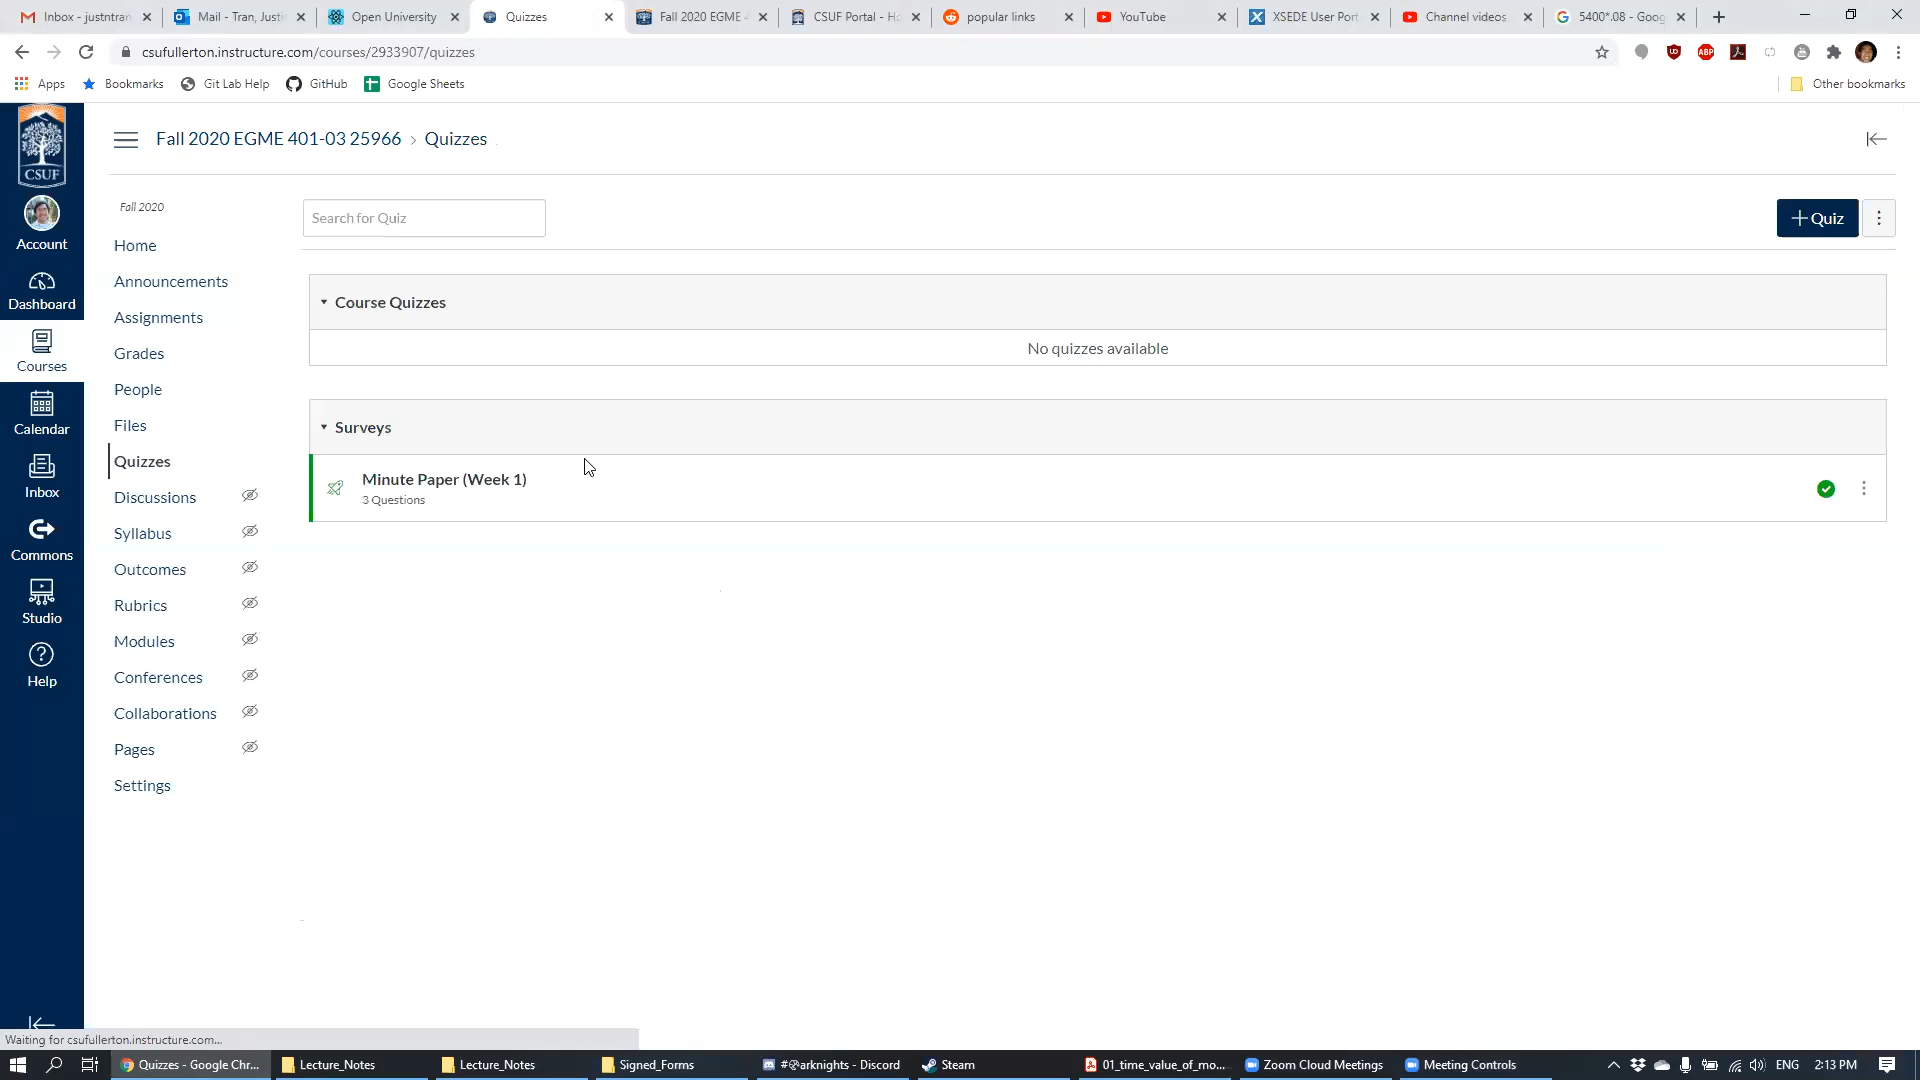 Inbox - justntran
Mail - Tran, Justi
Open University
Quizzes
Fall 2020 EGME
CSUF Portal - Ho
popular links
YouTube
XSEDE User Port
Channel videos
5400*.08 - Goog
csufullerton.instructure.com/courses/2933907/quizzes
ABP
Apps
Bookmarks
Git Lab Help
GitHub
Google Sheets
Other bookmarks
CSUF
Account
Dashboard
Courses
Calendar
Inbox
Commons
Studio
Help
Fall 2020 EGME 401-03 25966 › Quizzes
Fall 2020
Home
Announcements
Assignments
Grades
People
Files
Quizzes
Discussions
Syllabus
Outcomes
Rubrics
Modules
Conferences
Collaborations
Pages
Settings
Search for Quiz
+ Quiz
Course Quizzes
No quizzes available
Surveys
Minute Paper (Week 1)
3 Questions
Waiting for csufullerton.instructure.com...
Quizzes - Google Chr...
Lecture_Notes
Lecture_Notes
Signed_Forms
#@arknights - Discord
Steam
01_time_value_of_mo...
Zoom Cloud Meetings
Meeting Controls
ENG
2:13 PM